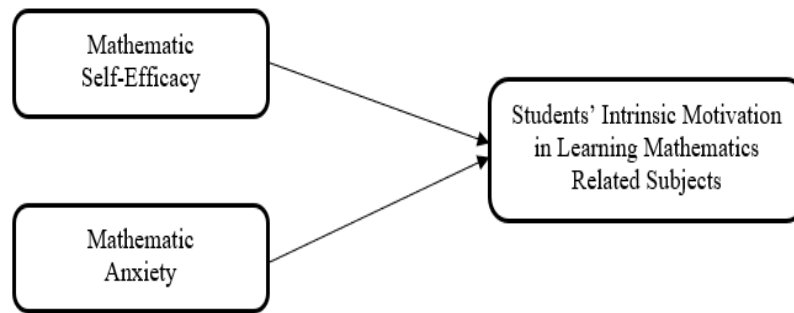 Mathematic
Self-Efficacy
Students’ Intrinsic Motivation
in Learning Mathematics
Related Subjects
Mathematic
Anxiety